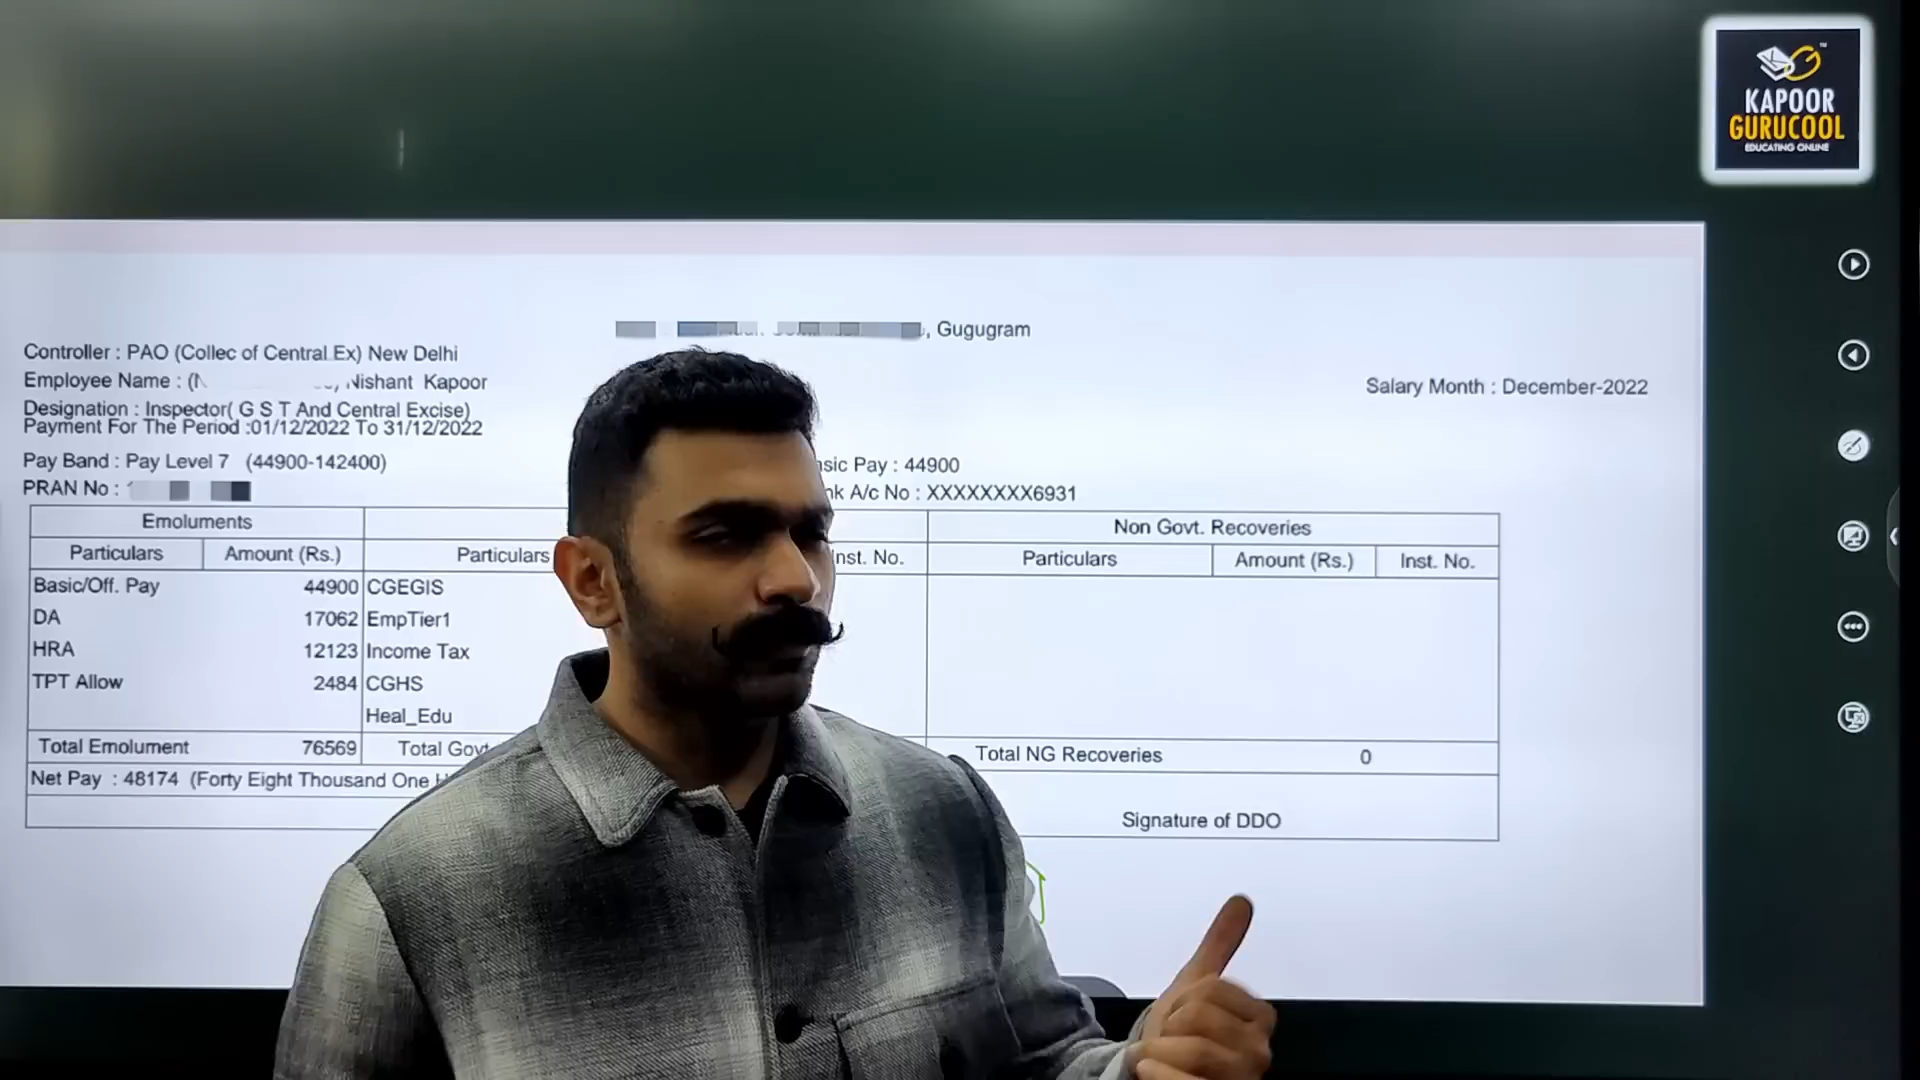 KAPOOR
GURUCOOL
EDUCATING ONLINE
TM
, Gugugram
Controller : PAO (Collec of Central Ex) New Delhi
Employee Name : (N Nishant Kapoor
Salary Month : December-2022
Designation : Inspector( G S T And Central Excise)
Payment For The Period :01/12/2022 To 31/12/2022
Pay Band : Pay Level 7 (44900-142400) sic Pay : 44900
PRAN No : nk A/c No : XXXXXXXX6931
Emoluments Non Govt. Recoveries
Particulars Amount (Rs.) Particulars Inst. No. Particulars Amount (Rs.) Inst. No.
Basic/Off. Pay 44900 CGEGIS
DA 17062 EmpTier1
HRA 12123 Income Tax
TPT Allow 2484 CGHS
Heal_Edu
Total Emolument 76569 Total Govt Total NG Recoveries 0
Net Pay : 48174 (Forty Eight Thousand One
Signature of DDO